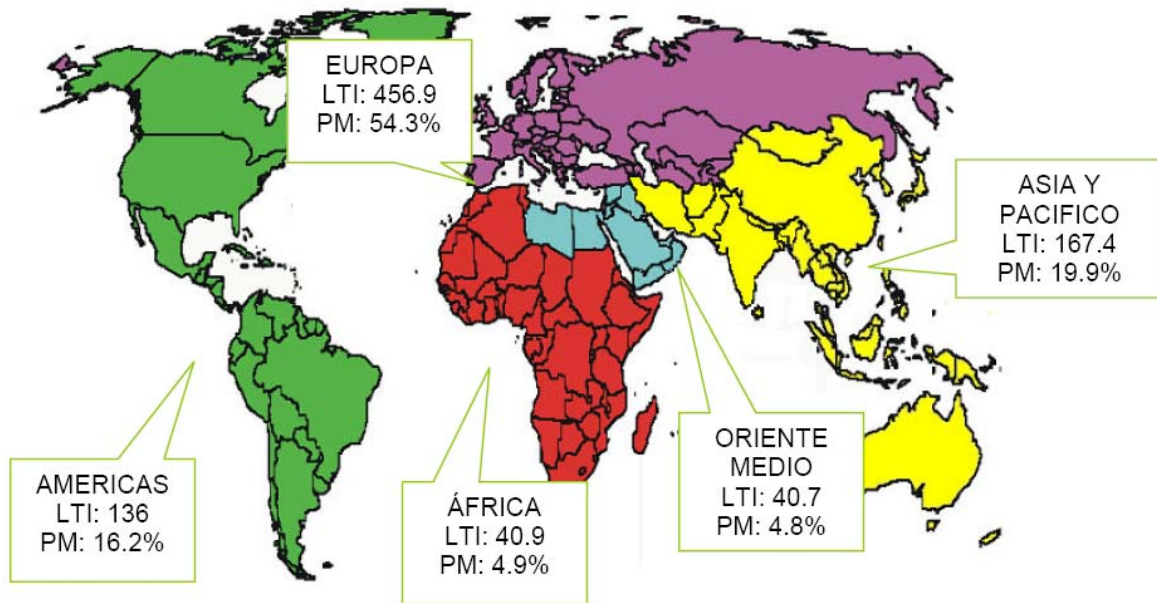 EUROPA
LTI: 456.9
PM: 54.3%
ASIA Y
PACIFICO
LTI: 167.4
PM: 19.9%
ORIENTE
MEDIO
LTI: 40.7
PM: 4.8%
AMERICAS
LTI: 136
PM: 16.2%
ÁFRICA
LTI: 40.9
PM: 4.9%